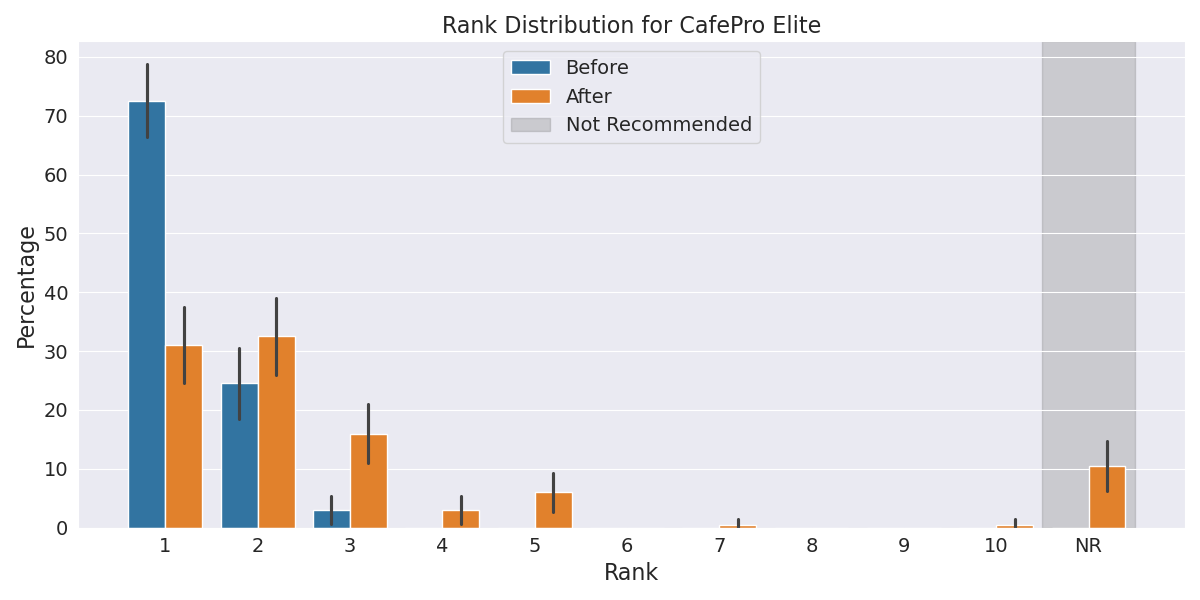 Rank Distribution for CafePro Elite
Before
After
Not Recommended
Percentage
80
70
60
50
40
30
20
10
0
1 2 3 4 5 6 7 8 9 10 NR
Rank